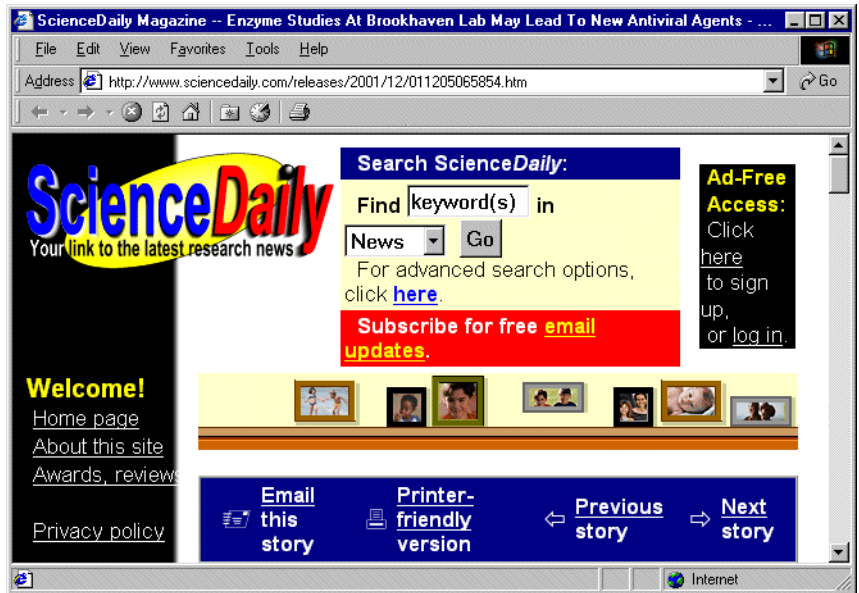 ScienceDaily Magazine -- Enzyme Studies At Brookhaven Lab May Lead To New Antiviral Agents - ...
File Edit View Favorites Tools Help
Address http://www.sciencedaily.com/releases/2001/12/011205065854.htm Go
ScienceDaily
Your link to the latest research news
Search ScienceDaily:
Find keyword(s) in
News Go
For advanced search options,
click here.
Subscribe for free email
updates.
Ad-Free
Access:
Click
here
to sign
up,
or log in.
Welcome!
Home page
About this site
Awards, reviews
Privacy policy
Email
this
story
Printer-
friendly
version
Previous
story
Next
story
Internet